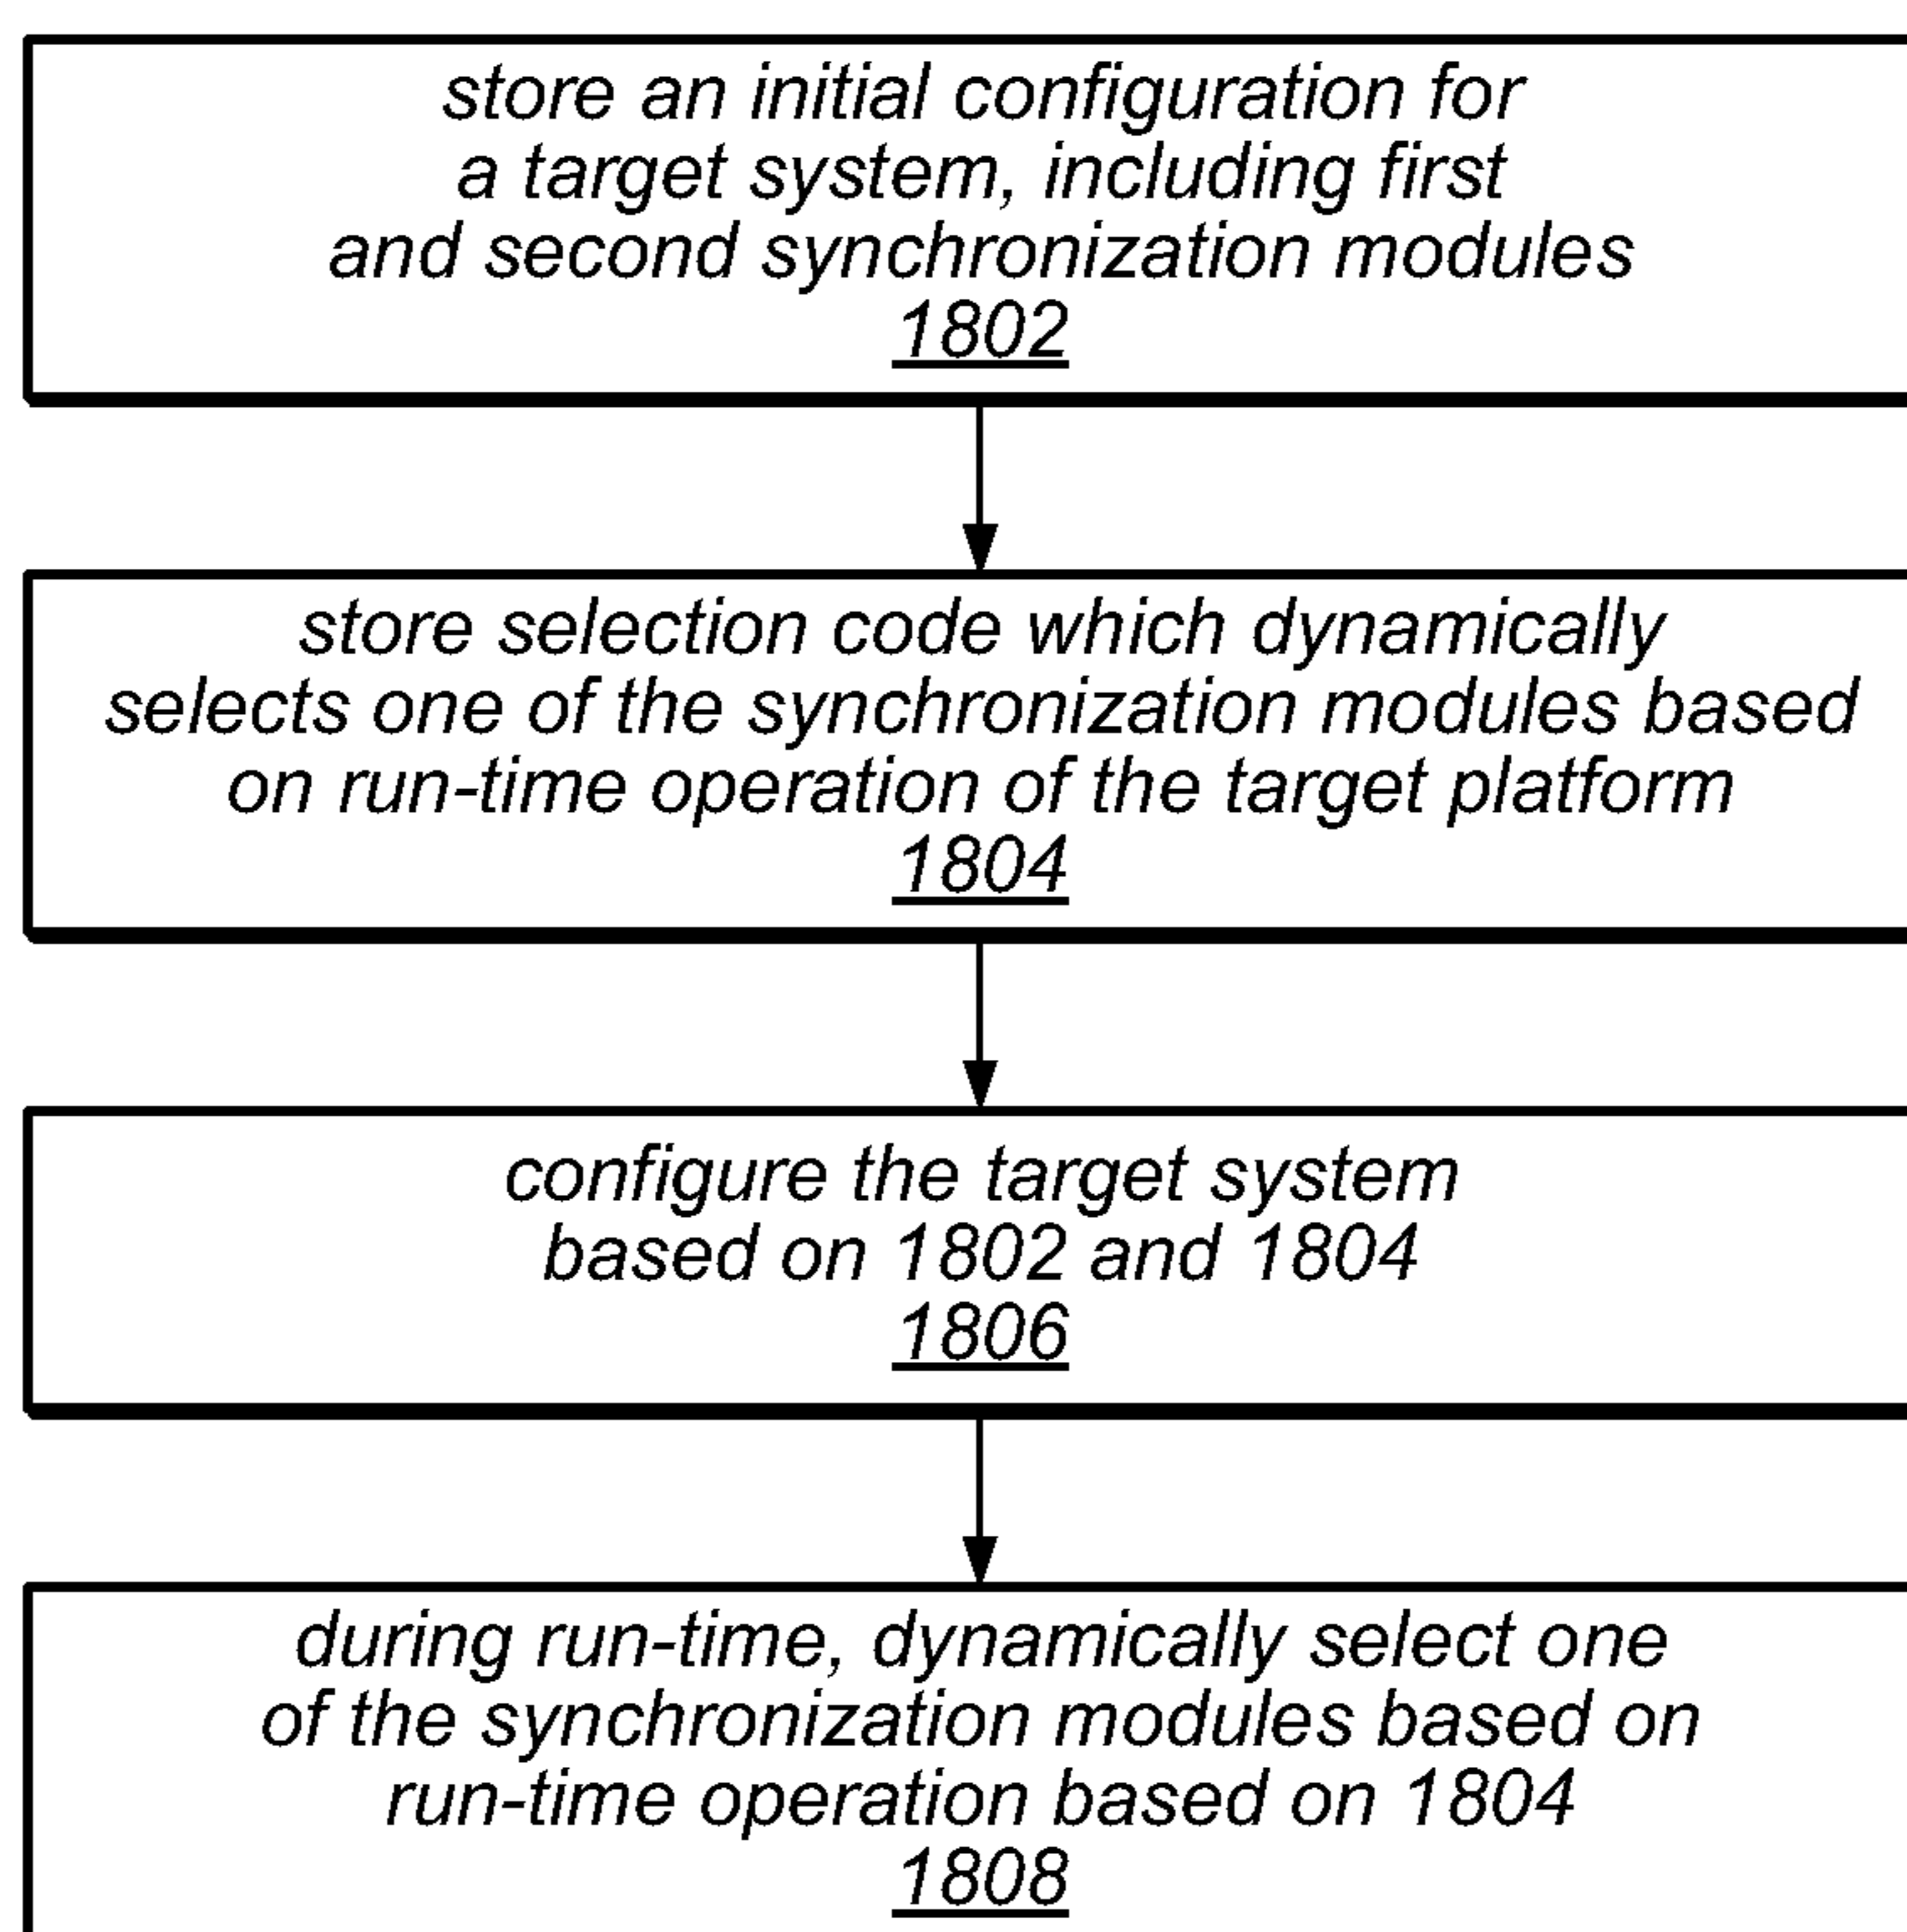 store an initial configuration for
a target system, including first
and second synchronization modules
1802
store selection code which dynamically
selects one of the synchronization modules based
on run-time operation of the target platform
1804
configure the target system
based on 1802 and 1804
1806
during run-time, dynamically select one
of the synchronization modules based on
run-time operation based on 1804
1808